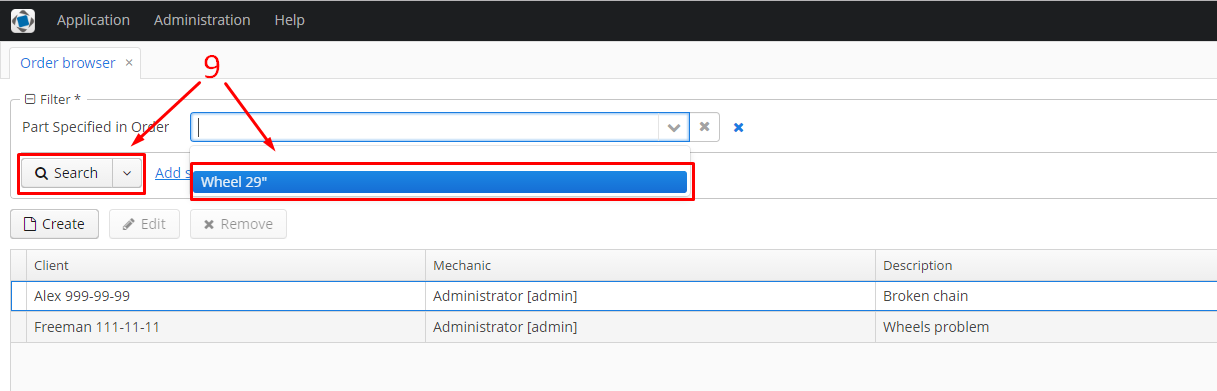 Application Administration Help
Order browser ×
9
Filter *
Part Specified in Order
Wheel 29"
Search Add s
Create Edit Remove
Client Mechanic Description
Alex 999-99-99 Administrator [admin] Broken chain
Freeman 111-11-11 Administrator [admin] Wheels problem